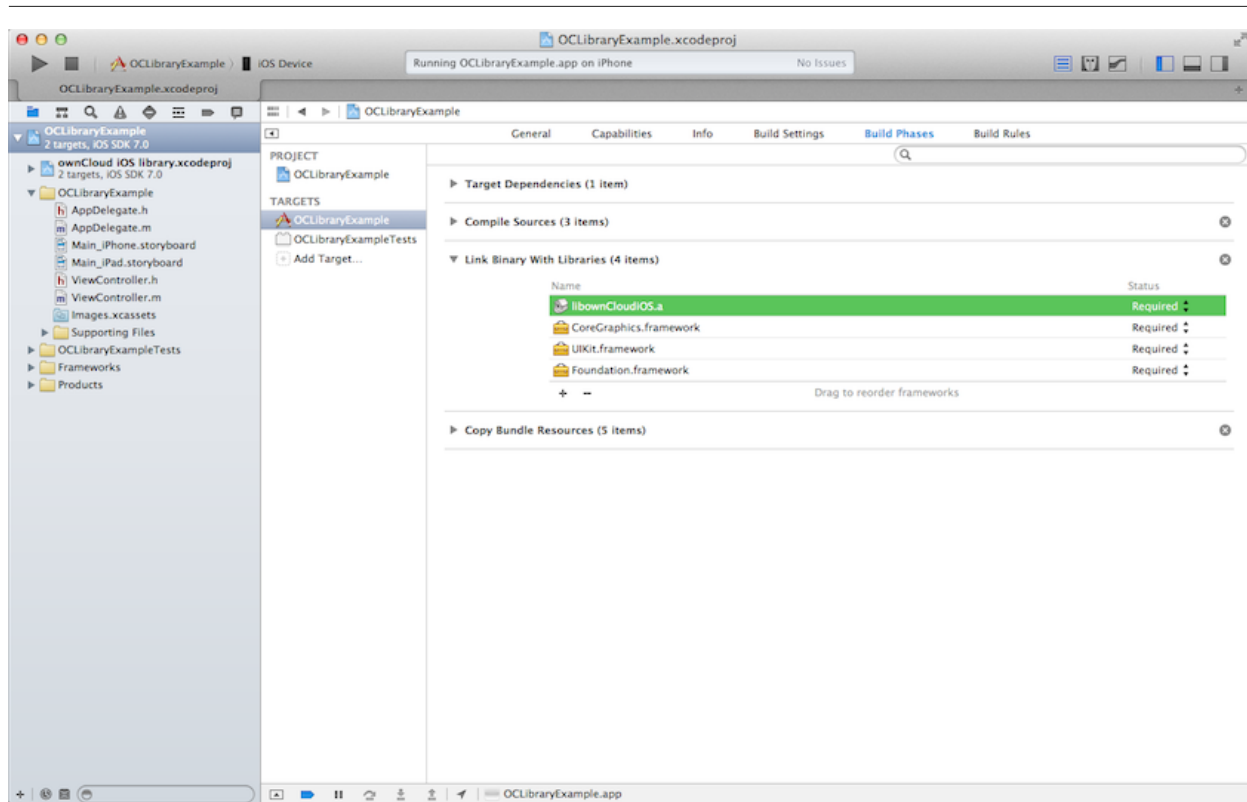 OCLibraryExample.xcodeproj
OCLibraryExample
iOS Device
Running OCLibraryExample.app on iPhone
No Issues
OCLibraryExample.xcodeproj
OCLibraryExample
OCLibraryExample
2 targets, iOS SDK 7.0
ownCloud iOS library.xcodeproj
2 targets, iOS SDK 7.0
OCLibraryExample
h AppDelegate.h
m AppDelegate.m
Main_iPhone.storyboard
Main_iPad.storyboard
h ViewController.h
m ViewController.m
Images.xcassets
Supporting Files
OCLibraryExampleTests
Frameworks
Products
General Capabilities Info Build Settings Build Phases Build Rules
PROJECT
OCLibraryExample
TARGETS
OCLibraryExample
OCLibraryExampleTests
Add Target...
Target Dependencies (1 item)
Compile Sources (3 items)
Link Binary With Libraries (4 items)
Name Status
libownCloudiOS.a Required
CoreGraphics.framework Required
UIKit.framework Required
Foundation.framework Required
+ − Drag to reorder frameworks
Copy Bundle Resources (5 items)
OCLibraryExample.app